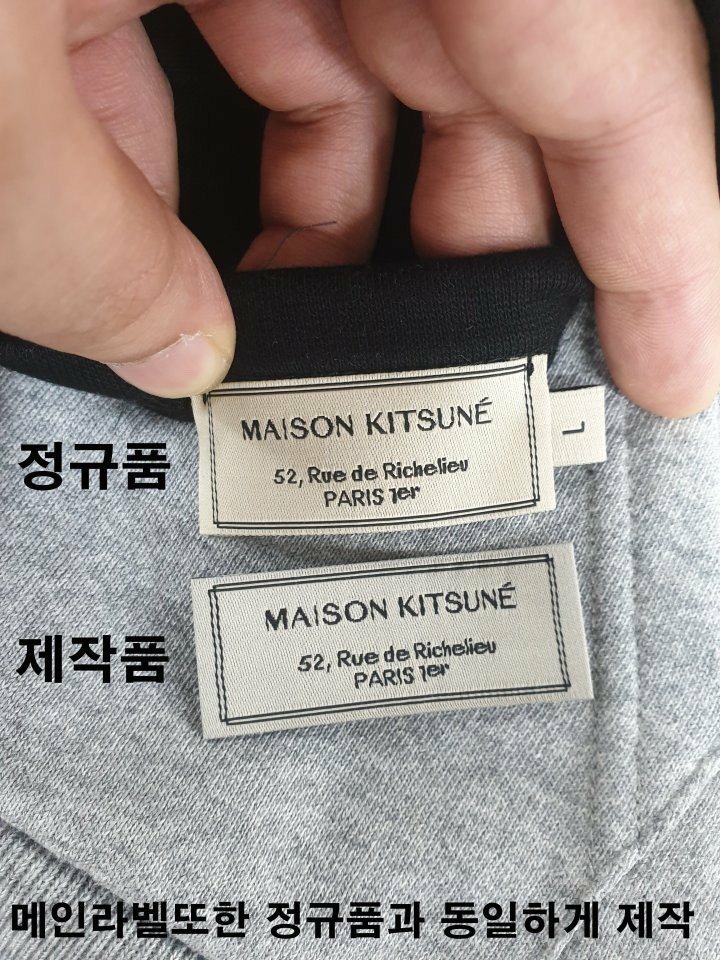 MAISON KITSUNÉ
L
정규품
52, Rue de Richelieu
PARIS 1er
MAISON KITSUNÉ
제작품
52, Rue de Richelieu
PARIS 1er
메인라벨또한 정규품과 동일하게 제작